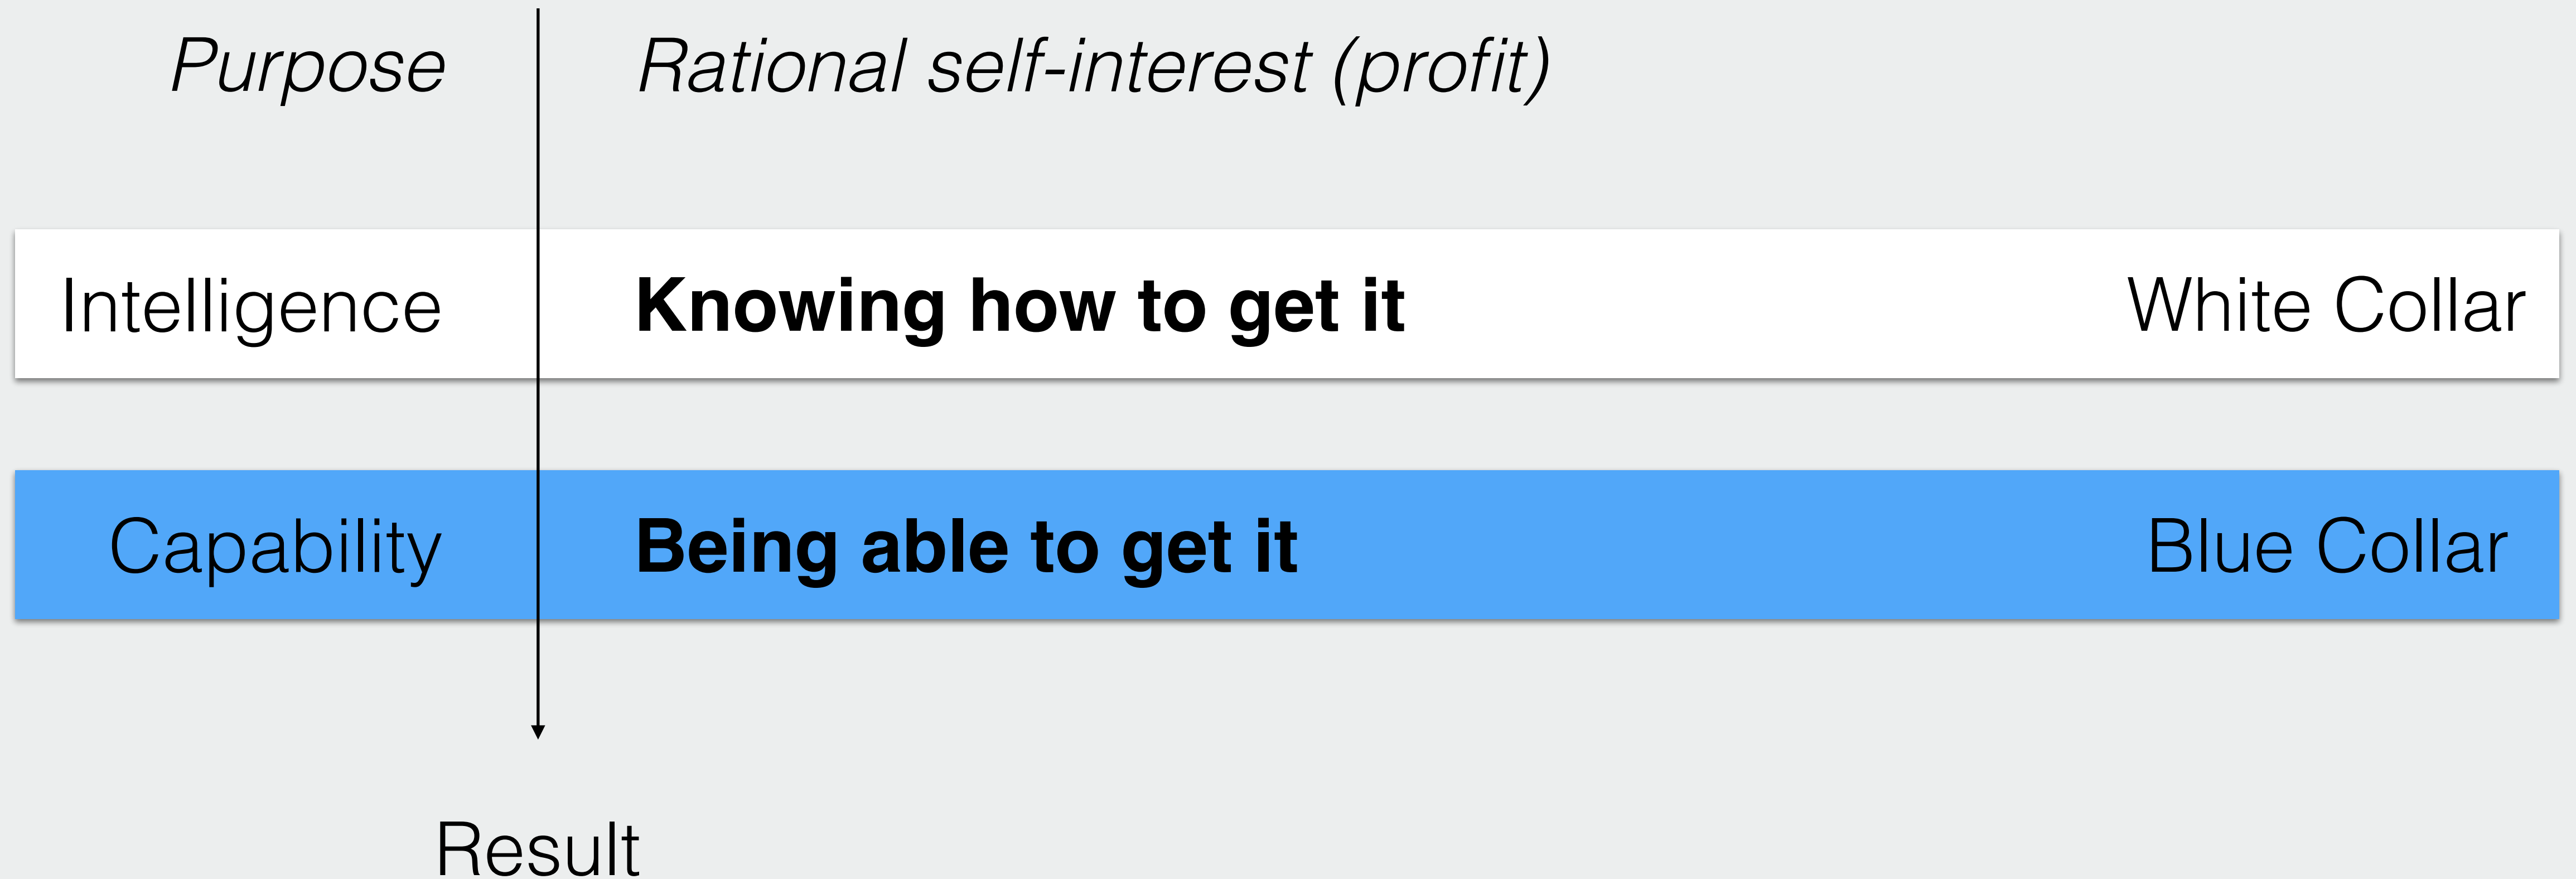 Purpose Rational self-interest (profit)
Intelligence Knowing how to get it White Collar
Capability Being able to get it Blue Collar
Result